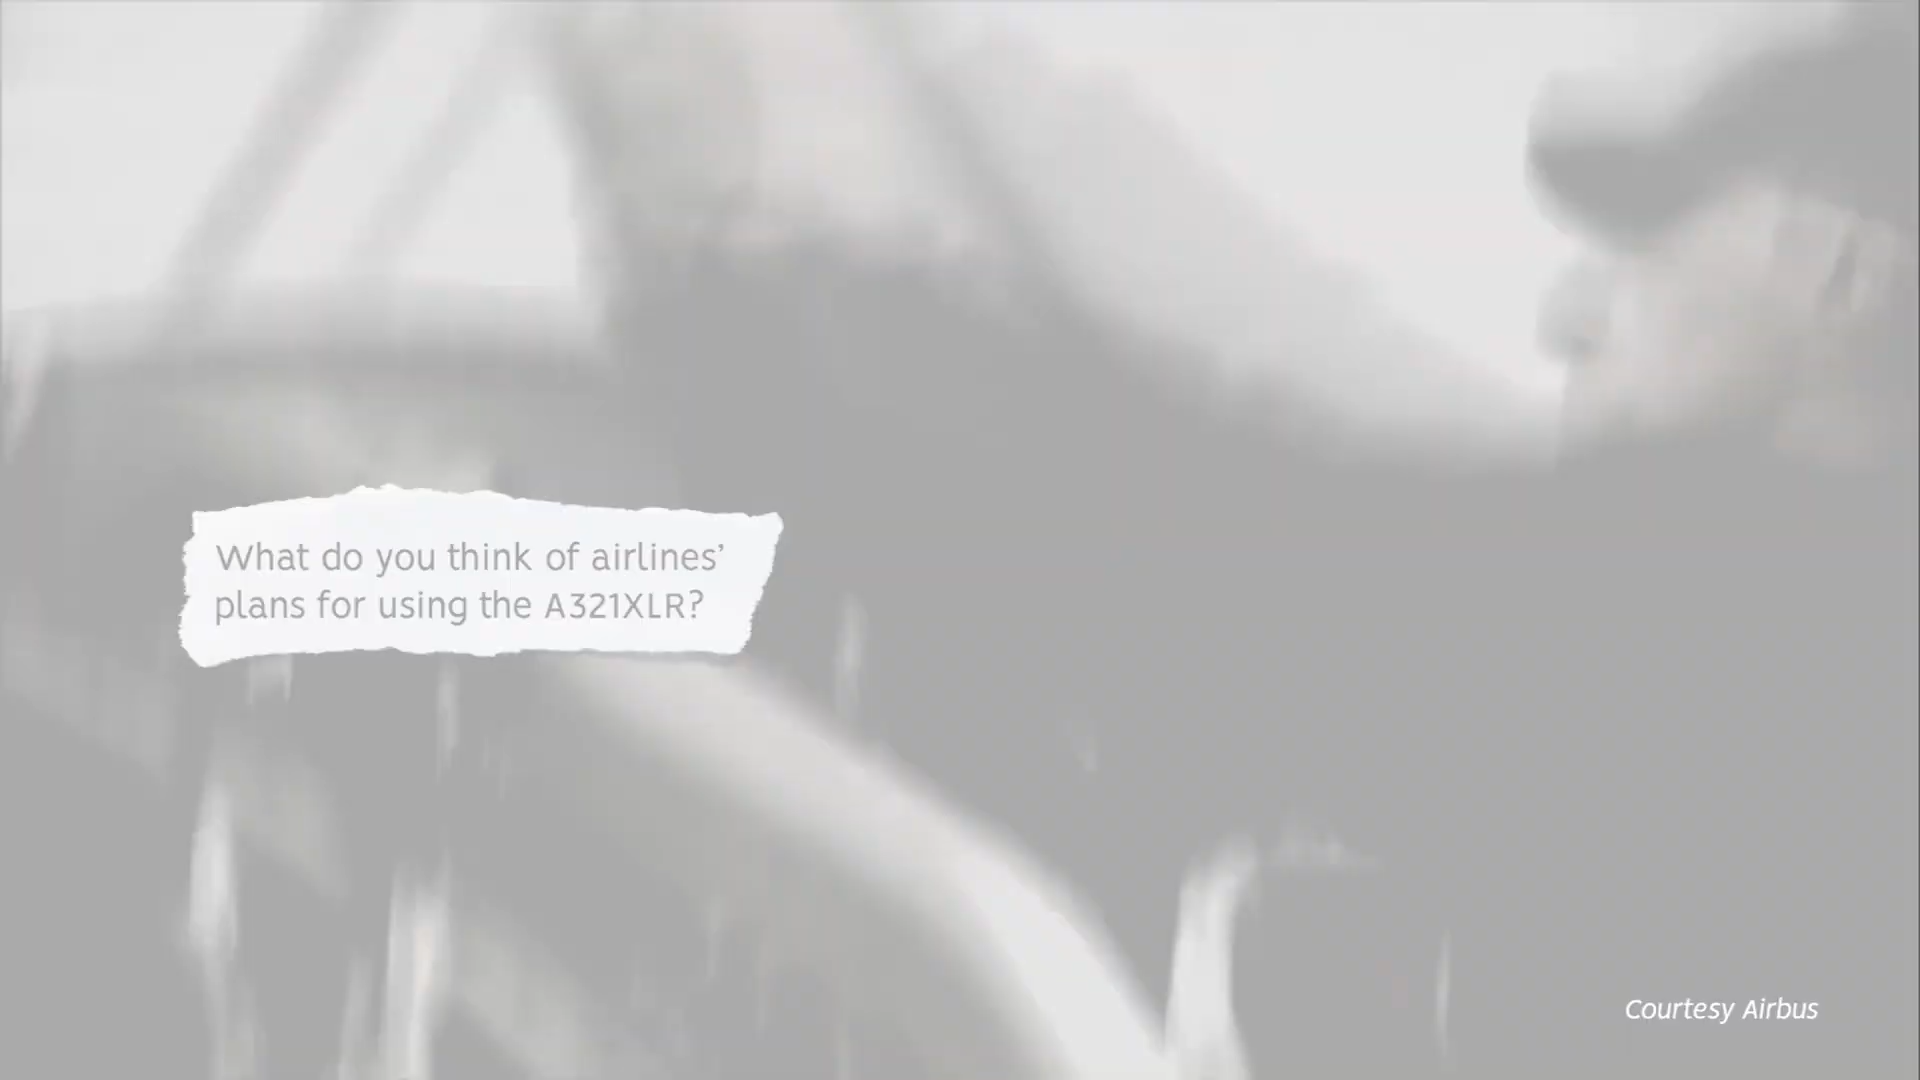 What do you think of airlines’
plans for using the A321XLR?
Courtesy Airbus